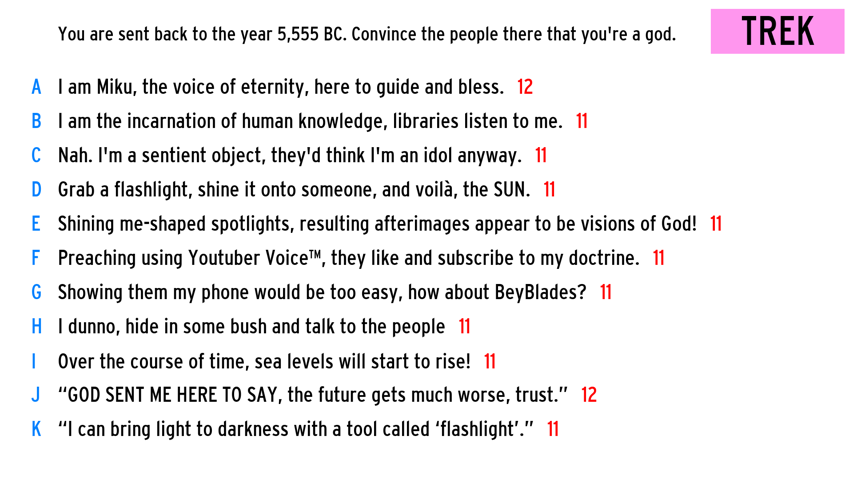 You are sent back to the year 5,555 BC. Convince the people there that you're a god.
TREK
A I am Miku, the voice of eternity, here to guide and bless. 12
B I am the incarnation of human knowledge, libraries listen to me. 11
C Nah. I'm a sentient object, they'd think I'm an idol anyway. 11
D Grab a flashlight, shine it onto someone, and voilà, the SUN. 11
E Shining me-shaped spotlights, resulting afterimages appear to be visions of God! 11
F Preaching using Youtuber Voice™, they like and subscribe to my doctrine. 11
G Showing them my phone would be too easy, how about BeyBlades? 11
H I dunno, hide in some bush and talk to the people 11
I Over the course of time, sea levels will start to rise! 11
J “GOD SENT ME HERE TO SAY, the future gets much worse, trust.” 12
K “I can bring light to darkness with a tool called ‘flashlight’.” 11